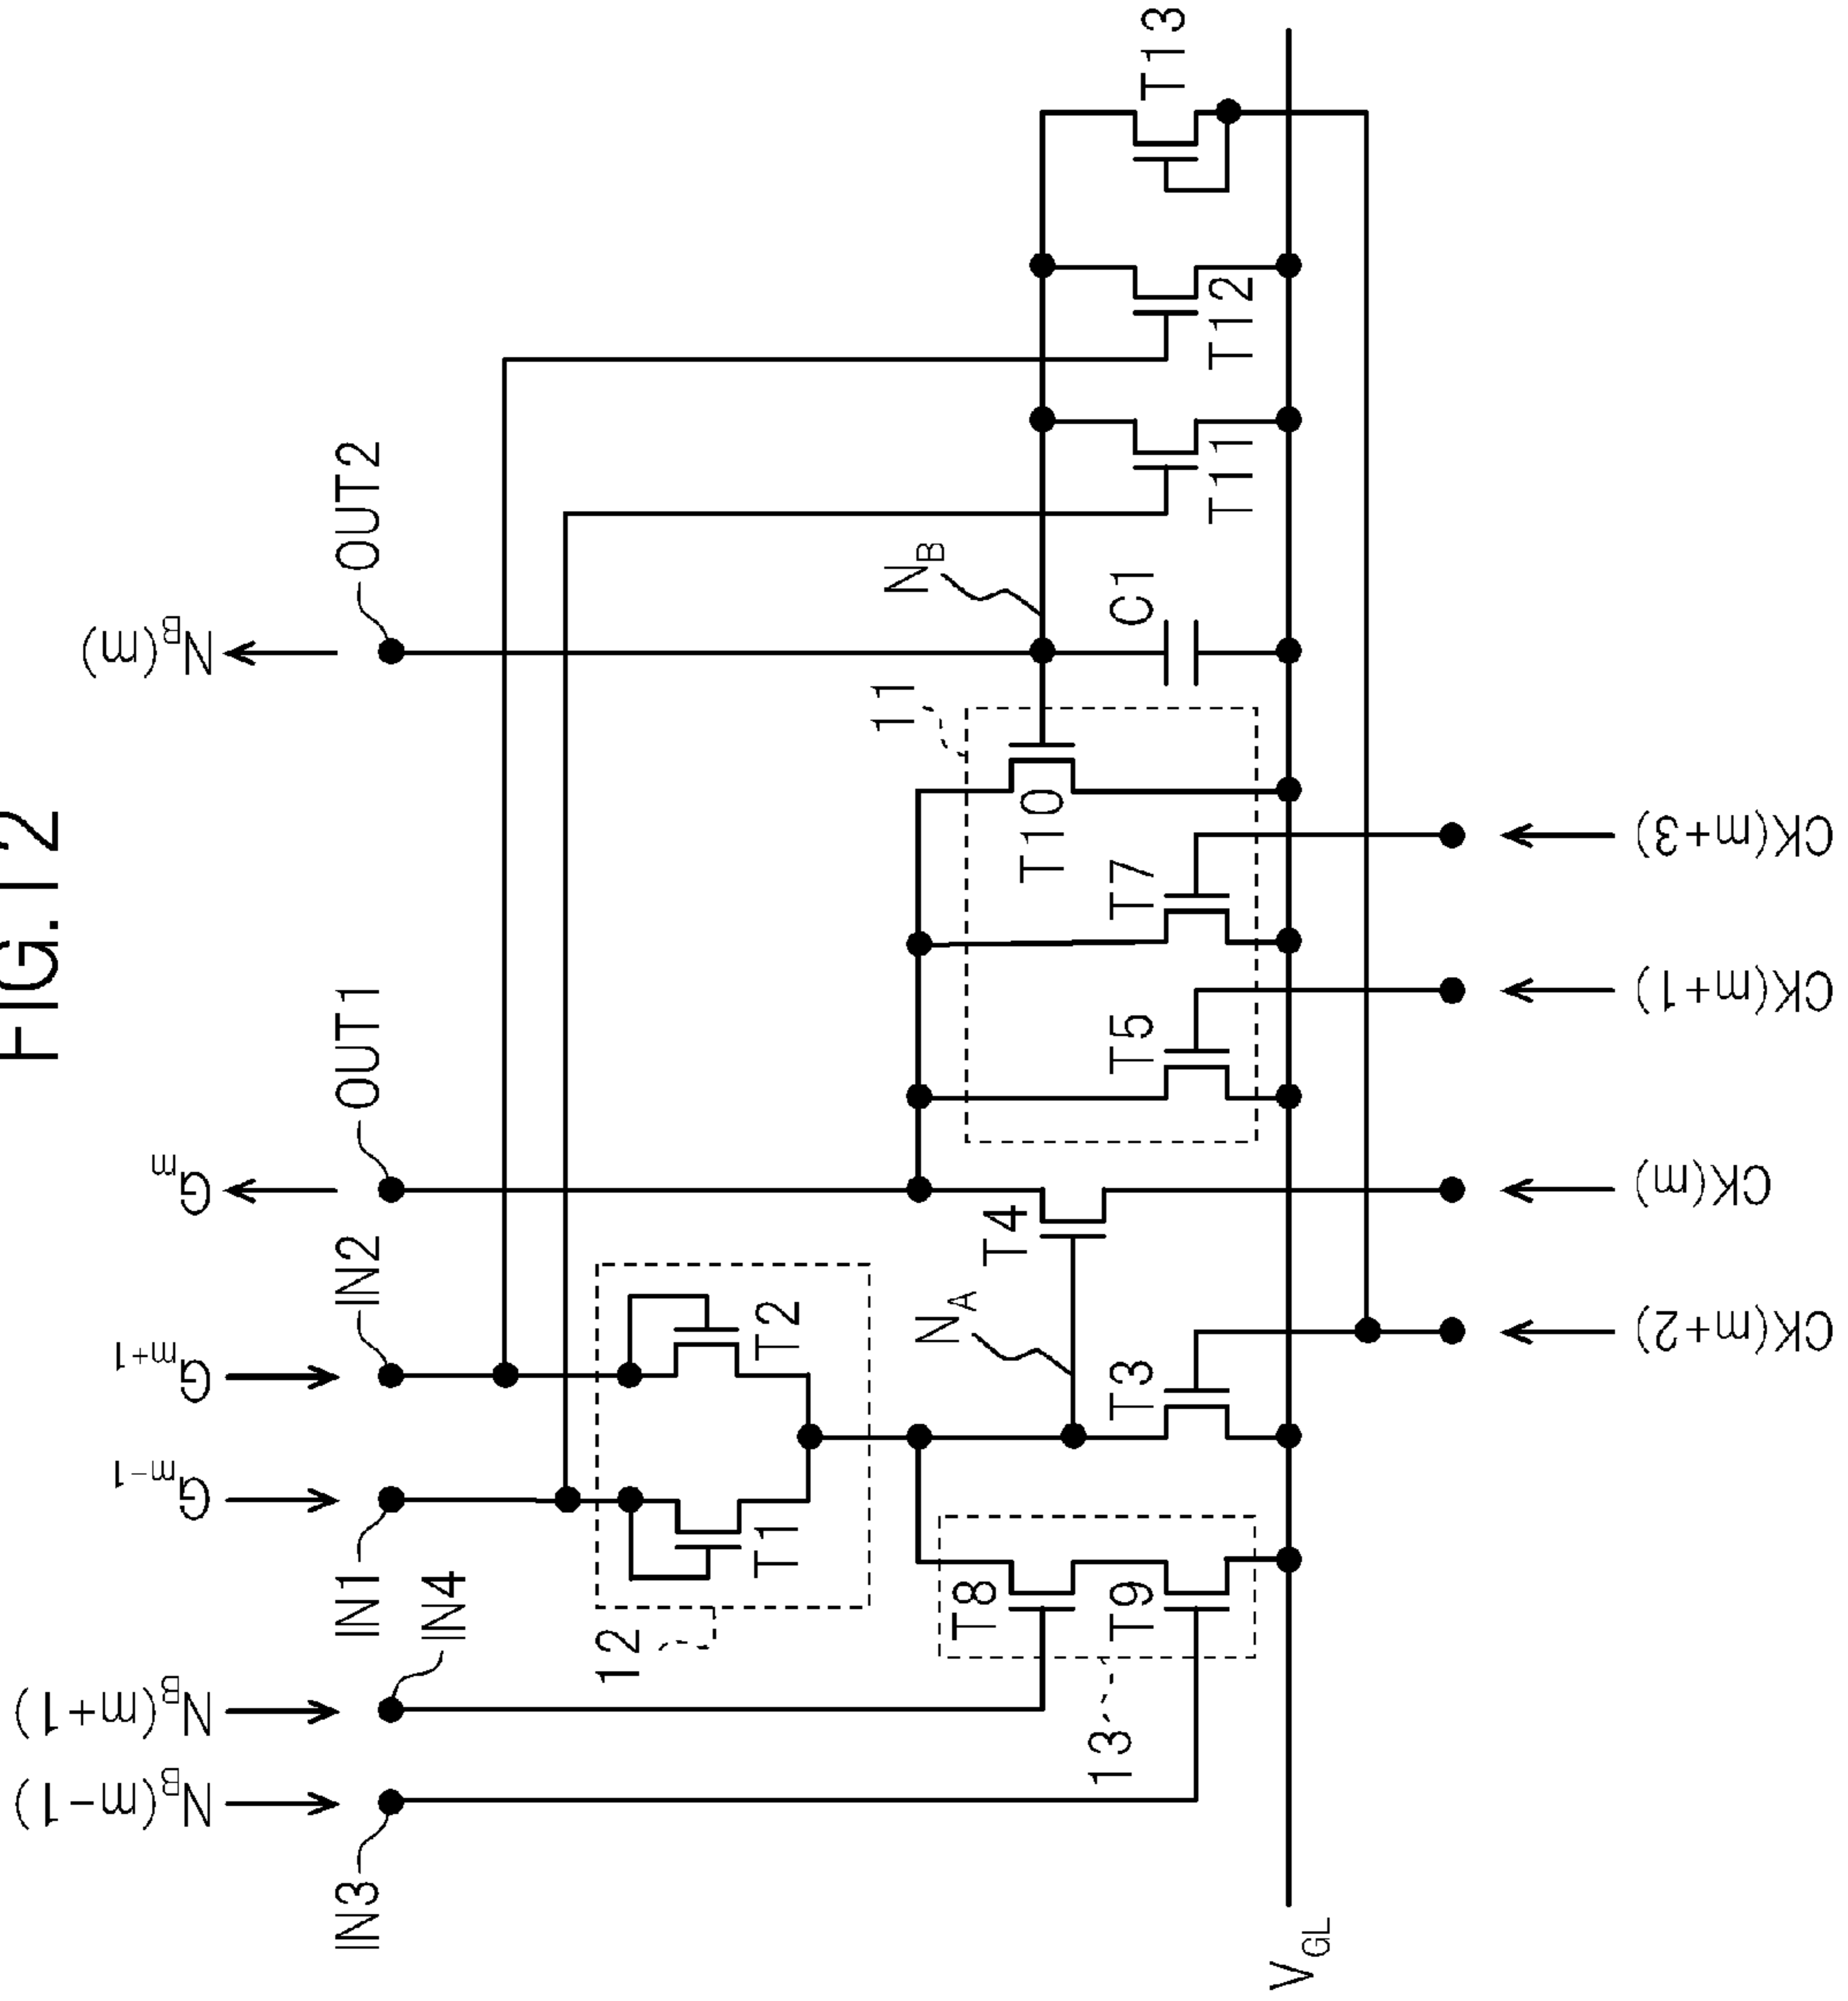 FIG.12
N_B(m-1)
N_B(m+1)
G_m-1
G_m+1
G_m
N_B(m)
IN3
IN4
IN1
IN2
OUT1
OUT2
12
T1
T2
N_A
T4
11
N_B
T8
T9
13
T3
T5
T7
T10
C1
T11
T12
T13
V_GL
CK(m+2)
CK(m)
CK(m+1)
CK(m+3)